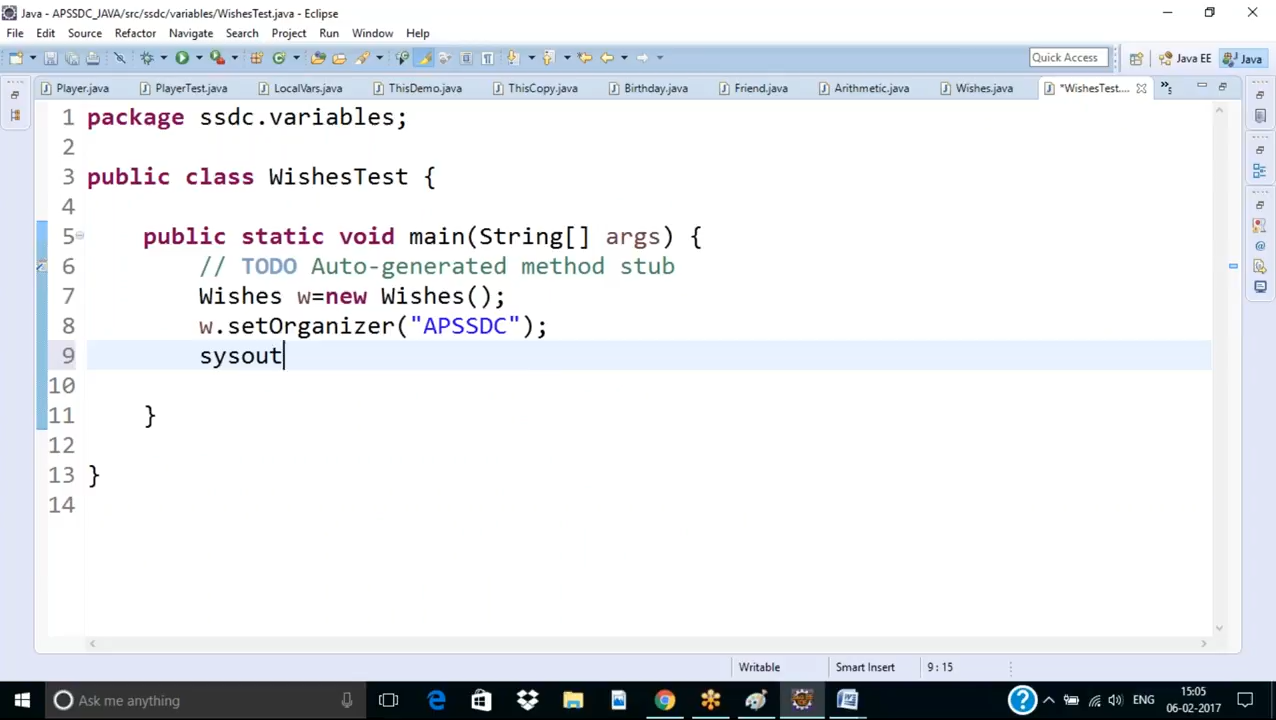 Java - APSSDC_JAVA/src/ssdc/variables/WishesTest.java - Eclipse
File Edit Source Refactor Navigate Search Project Run Window Help
Quick Access Java EE Java
Player.java PlayerTest.java LocalVars.java ThisDemo.java ThisCopy.java Birthday.java Friend.java Arithmetic.java Wishes.java *WishesTest.... »5
1 package ssdc.variables;
2
3 public class WishesTest {
4
5 public static void main(String[] args) {
6 // TODO Auto-generated method stub
7 Wishes w=new Wishes();
8 w.setOrganizer("APSSDC");
9 sysout
10
11 }
12
13 }
14
Writable Smart Insert 9 : 15
Ask me anything ENG 15:05
06-02-2017